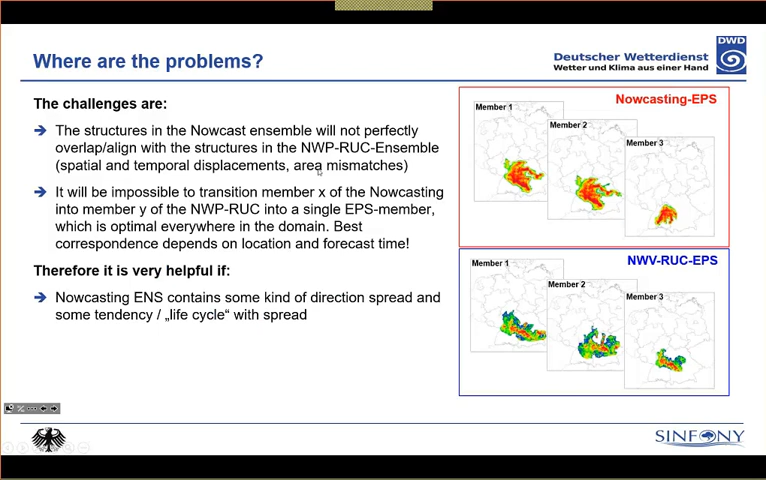 Where are the problems?
DWD
Deutscher Wetterdienst
Wetter und Klima aus einer Hand
The challenges are:
The structures in the Nowcast ensemble will not perfectly
overlap/align with the structures in the NWP-RUC-Ensemble
(spatial and temporal displacements, area mismatches)
It will be impossible to transition member x of the Nowcasting
into member y of the NWP-RUC into a single EPS-member,
which is optimal everywhere in the domain. Best
correspondence depends on location and forecast time!
Therefore it is very helpful if:
Nowcasting ENS contains some kind of direction spread and
some tendency / „life cycle“ with spread
Nowcasting-EPS
Member 1
Member 2
Member 3
NWV-RUC-EPS
Member 1
Member 2
Member 3
SINFONY